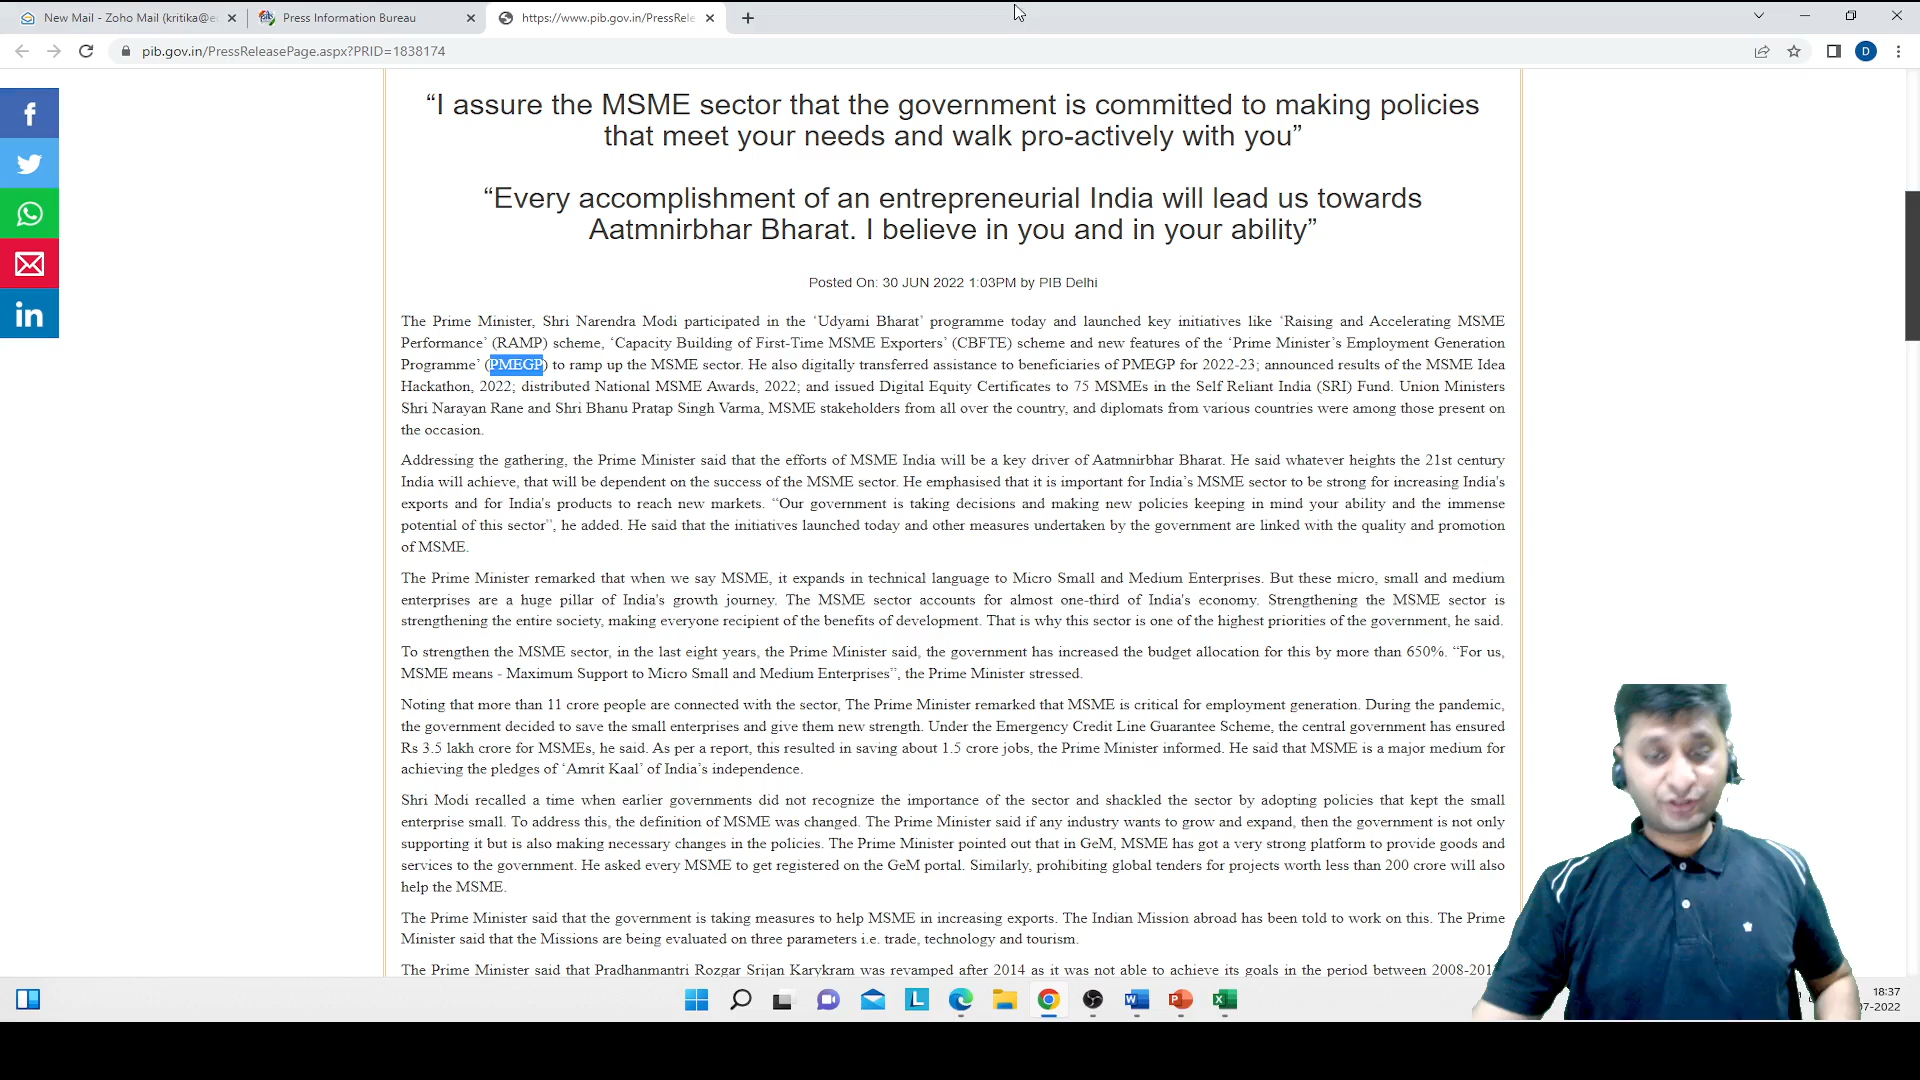 New Mail - Zoho Mail (kritika@e
Press Information Bureau
https://www.pib.gov.in/PressRele
pib.gov.in/PressReleasePage.aspx?PRID=1838174
D
“I assure the MSME sector that the government is committed to making policies
that meet your needs and walk pro-actively with you”
“Every accomplishment of an entrepreneurial India will lead us towards
Aatmnirbhar Bharat. I believe in you and in your ability”
Posted On: 30 JUN 2022 1:03PM by PIB Delhi
The Prime Minister, Shri Narendra Modi participated in the ‘Udyami Bharat’ programme today and launched key initiatives like ‘Raising and Accelerating MSME
Performance’ (RAMP) scheme, ‘Capacity Building of First-Time MSME Exporters’ (CBFTE) scheme and new features of the ‘Prime Minister’s Employment Generation
Programme’ (PMEGP) to ramp up the MSME sector. He also digitally transferred assistance to beneficiaries of PMEGP for 2022-23; announced results of the MSME Idea
Hackathon, 2022; distributed National MSME Awards, 2022; and issued Digital Equity Certificates to 75 MSMEs in the Self Reliant India (SRI) Fund. Union Ministers
Shri Narayan Rane and Shri Bhanu Pratap Singh Varma, MSME stakeholders from all over the country, and diplomats from various countries were among those present on
the occasion.
Addressing the gathering, the Prime Minister said that the efforts of MSME India will be a key driver of Aatmnirbhar Bharat. He said whatever heights the 21st century
India will achieve, that will be dependent on the success of the MSME sector. He emphasised that it is important for India’s MSME sector to be strong for increasing India's
exports and for India's products to reach new markets. “Our government is taking decisions and making new policies keeping in mind your ability and the immense
potential of this sector”, he added. He said that the initiatives launched today and other measures undertaken by the government are linked with the quality and promotion
of MSME.
The Prime Minister remarked that when we say MSME, it expands in technical language to Micro Small and Medium Enterprises. But these micro, small and medium
enterprises are a huge pillar of India's growth journey. The MSME sector accounts for almost one-third of India's economy. Strengthening the MSME sector is
strengthening the entire society, making everyone recipient of the benefits of development. That is why this sector is one of the highest priorities of the government, he said.
To strengthen the MSME sector, in the last eight years, the Prime Minister said, the government has increased the budget allocation for this by more than 650%. “For us,
MSME means - Maximum Support to Micro Small and Medium Enterprises”, the Prime Minister stressed.
Noting that more than 11 crore people are connected with the sector, The Prime Minister remarked that MSME is critical for employment generation. During the pandemic,
the government decided to save the small enterprises and give them new strength. Under the Emergency Credit Line Guarantee Scheme, the central government has ensured
Rs 3.5 lakh crore for MSMEs, he said. As per a report, this resulted in saving about 1.5 crore jobs, the Prime Minister informed. He said that MSME is a major medium for
achieving the pledges of ‘Amrit Kaal’ of India’s independence.
Shri Modi recalled a time when earlier governments did not recognize the importance of the sector and shackled the sector by adopting policies that kept the small
enterprise small. To address this, the definition of MSME was changed. The Prime Minister said if any industry wants to grow and expand, then the government is not only
supporting it but is also making necessary changes in the policies. The Prime Minister pointed out that in GeM, MSME has got a very strong platform to provide goods and
services to the government. He asked every MSME to get registered on the GeM portal. Similarly, prohibiting global tenders for projects worth less than 200 crore will also
help the MSME.
The Prime Minister said that the government is taking measures to help MSME in increasing exports. The Indian Mission abroad has been told to work on this. The Prime
Minister said that the Missions are being evaluated on three parameters i.e. trade, technology and tourism.
The Prime Minister said that Pradhanmantri Rozgar Srijan Karykram was revamped after 2014 as it was not able to achieve its goals in the period between
18:37
07-2022